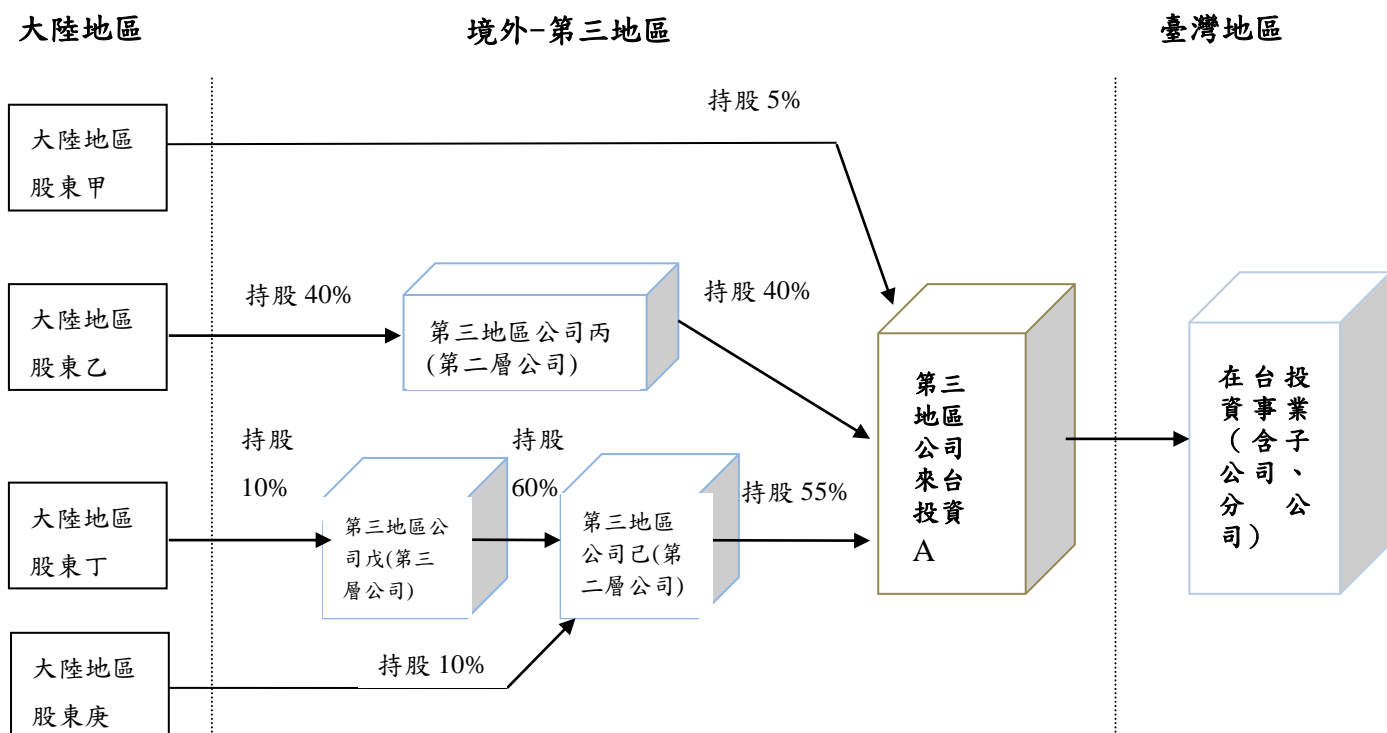 大陸地區
境外-第三地區
臺灣地區
持股 5%
大陸地區
股東甲
持股 40%
持股 40%
大陸地區
股東乙
第三地區公司丙
(第二層公司)
持股
10%
持股
60%
持股 55%
大陸地區
股東丁
第三地區公
司戊(第三
層公司)
第三地區
公司己(第
二層公司)
第三
地區
公司
來台
投資
A
在台投
資事業
(含子
公司、
分公
司)
持股 10%
大陸地區
股東庚